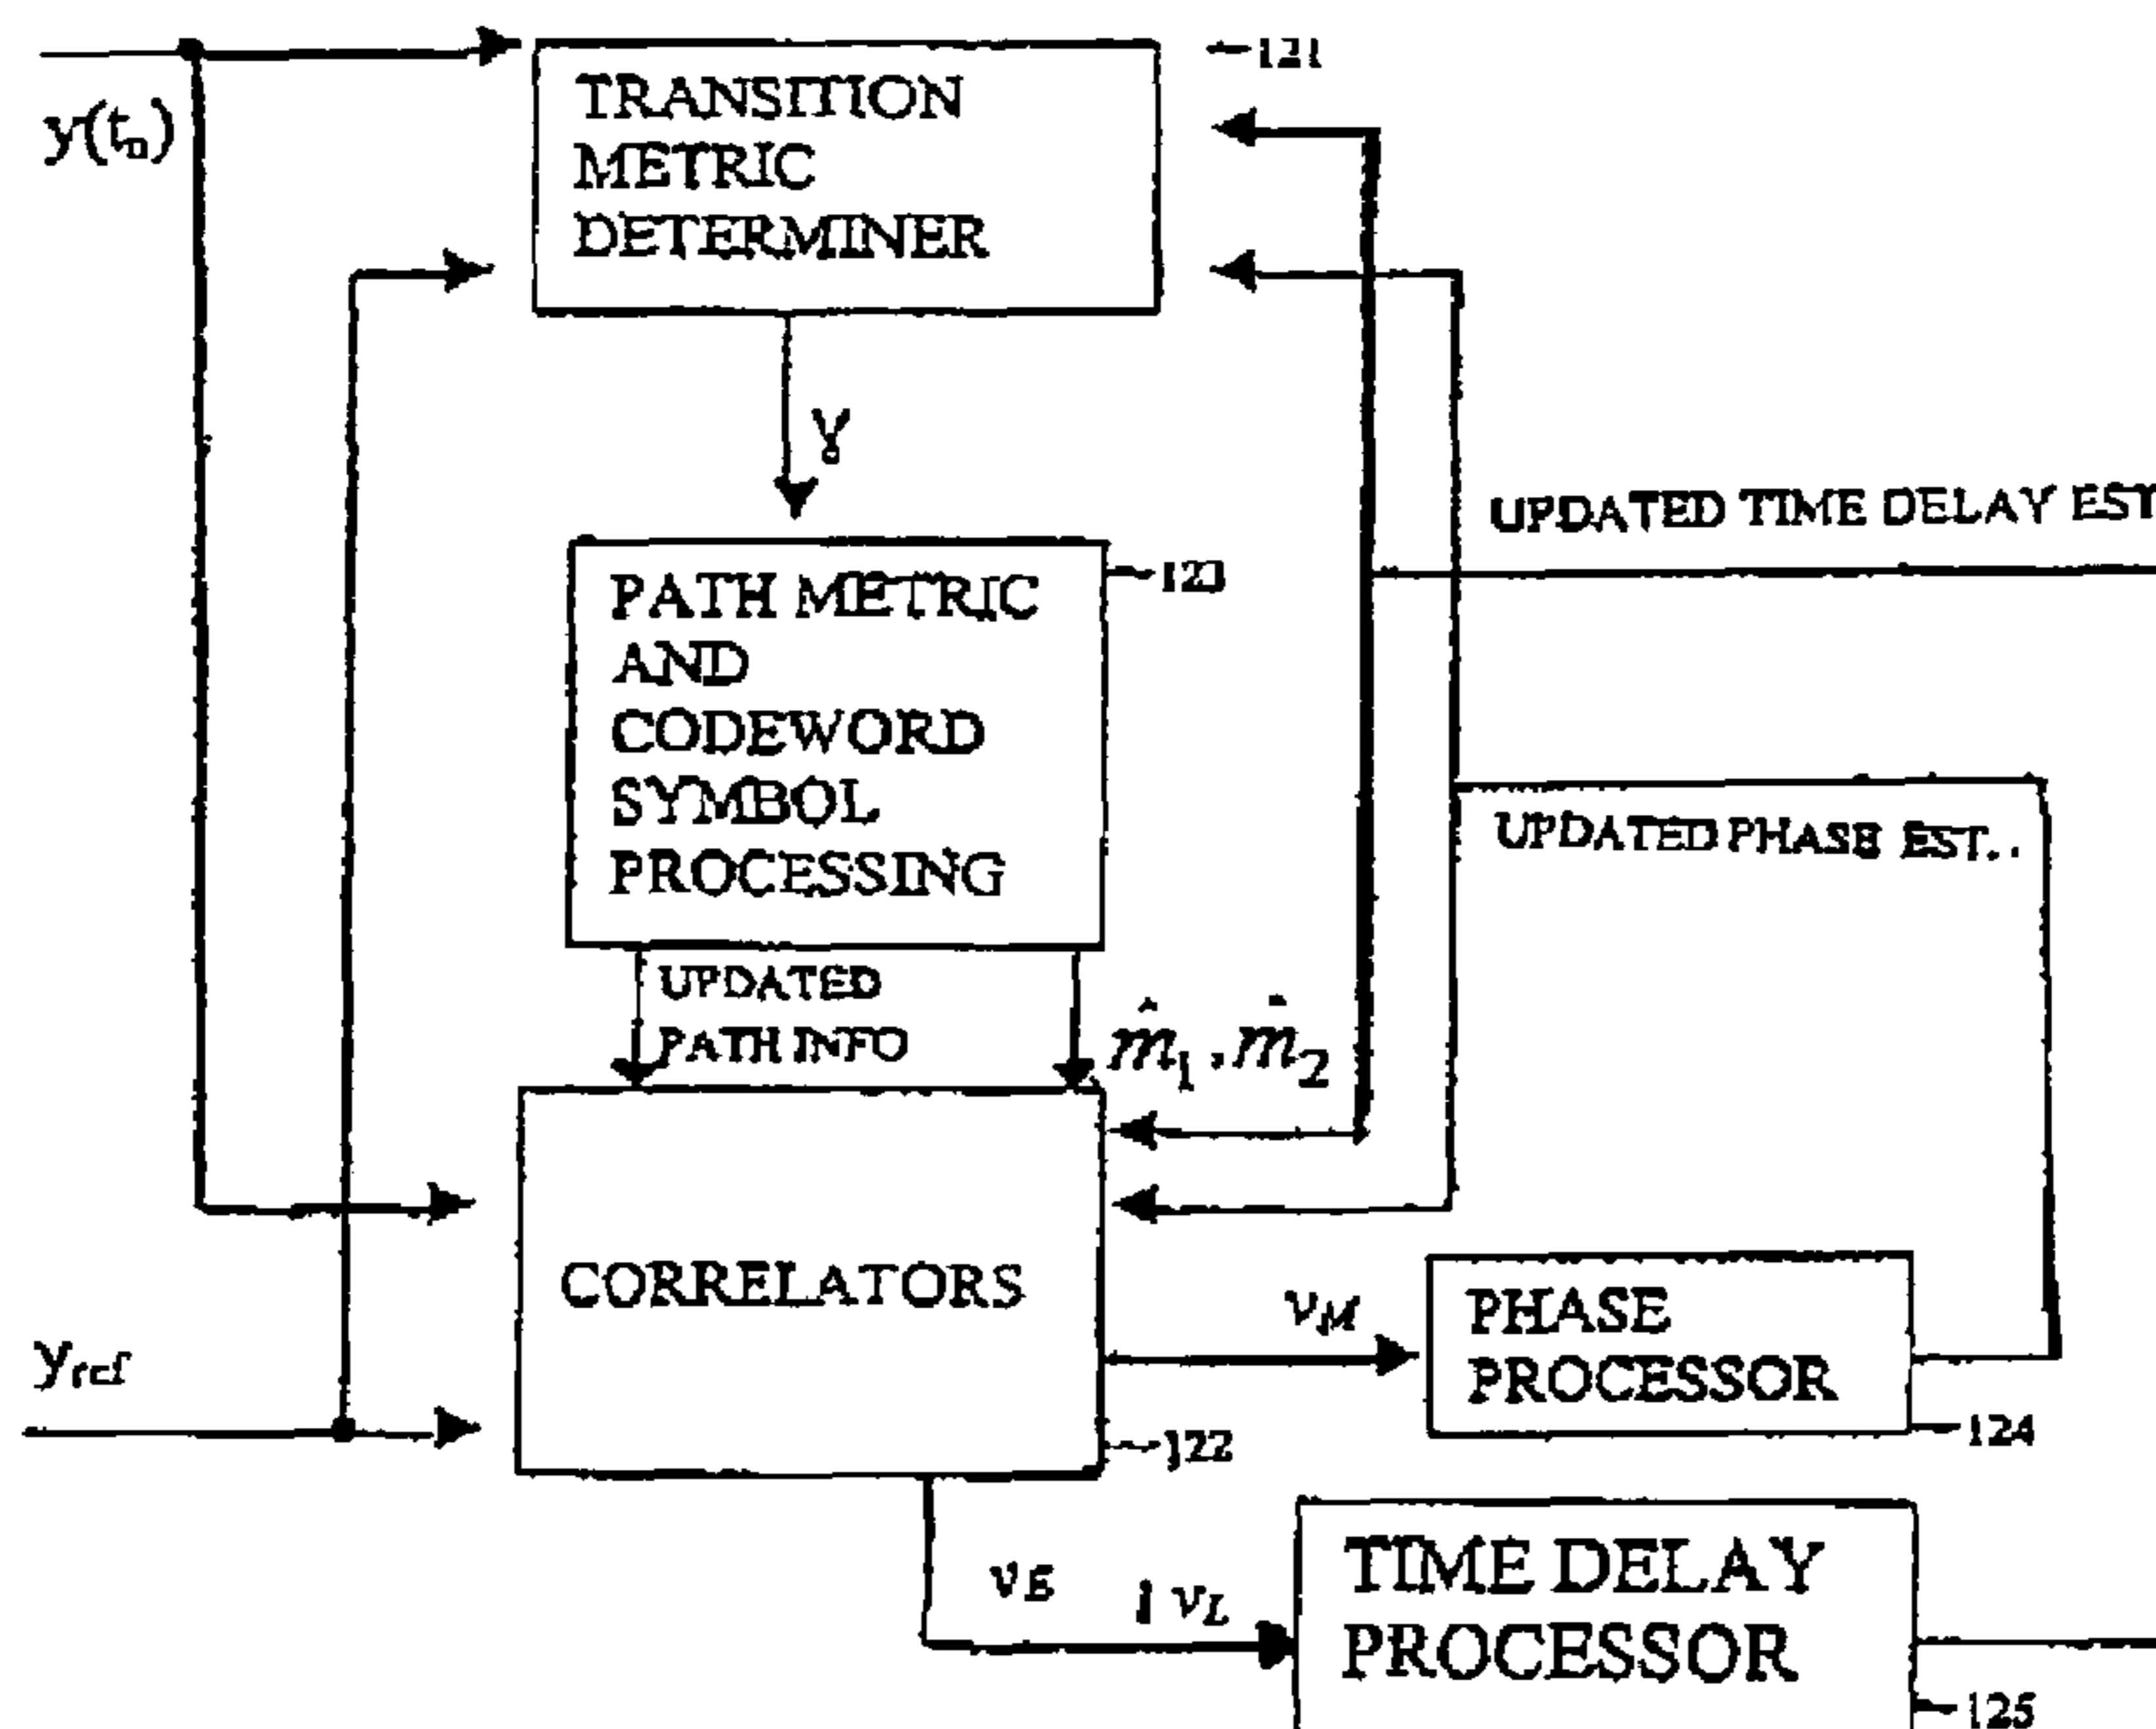 121
TRANSITION
METRIC
DETERMINER
y(tₙ)
γ
UPDATED TIME DELAY EST
123
PATH METRIC
AND
CODEWORD
SYMBOL
PROCESSING
UPDATED PHASE EST..
UPDATED
PATH INFO
m̂₁, m̂₂
CORRELATORS
v_M
PHASE
PROCESSOR
y_ref
124
122
v_E , v_L
TIME DELAY
PROCESSOR
125